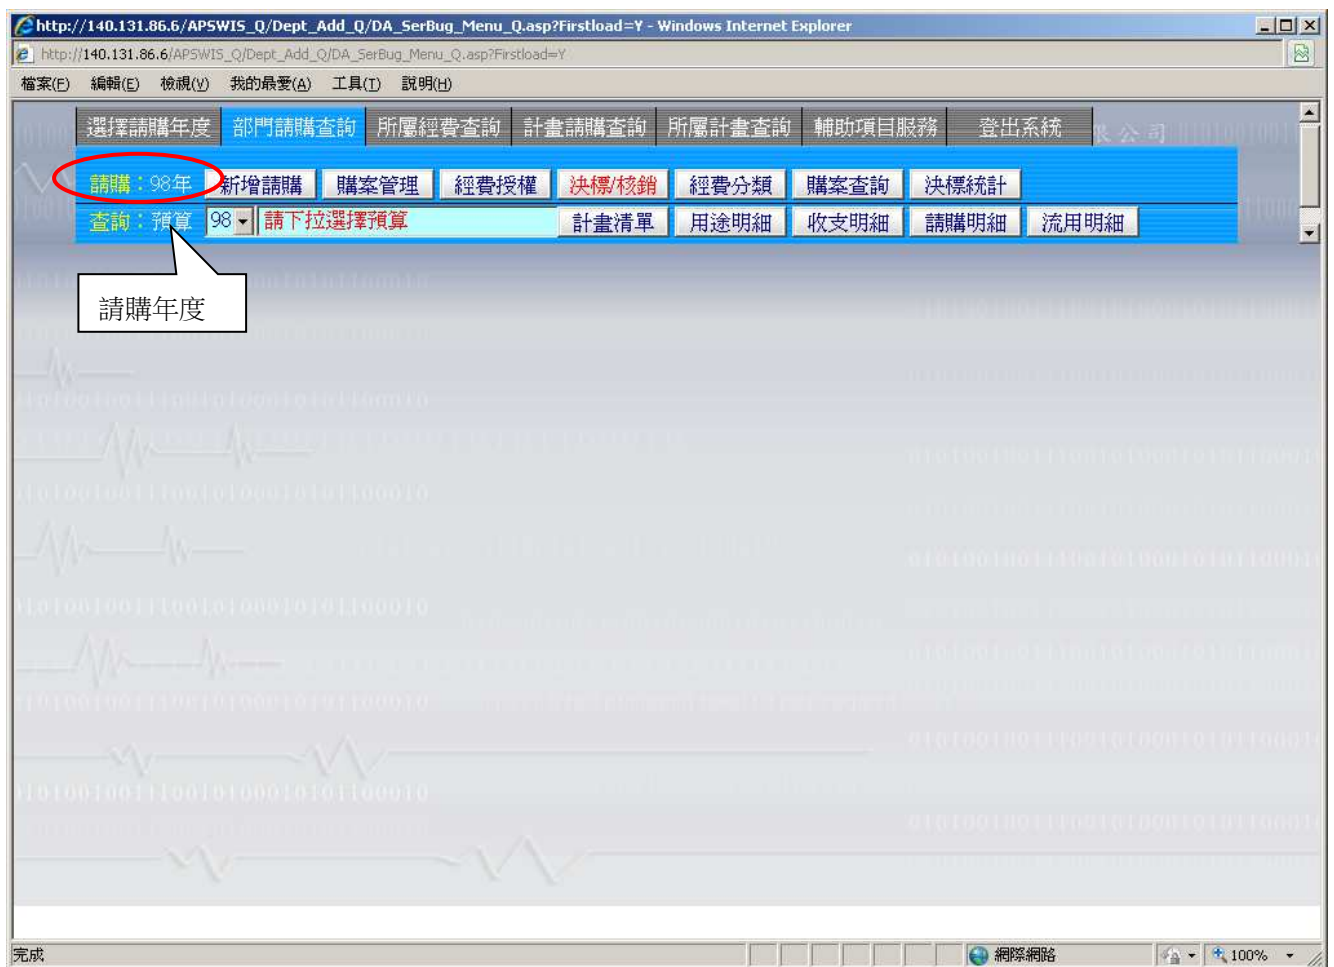 http://140.131.86.6/APSWIS_Q/Dept_Add_Q/DA_SerBug_Menu_Q.asp?Firstload=Y - Windows Internet Explorer
http://140.131.86.6/APSWIS_Q/Dept_Add_Q/DA_SerBug_Menu_Q.asp?Firstload=Y
檔案(F) 編輯(E) 檢視(V) 我的最愛(A) 工具(T) 說明(H)
選擇請購年度 部門請購查詢 所屬經費查詢 計畫請購查詢 所屬計畫查詢 輔助項目服務 登出系統 限公司
請購：98年 新增請購 購案管理 經費授權 決標/核銷 經費分類 購案查詢 決標統計
查詢：預算 98 請下拉選擇預算 計畫清單 用途明細 收支明細 請購明細 流用明細
請購年度
完成 網際網路 100%